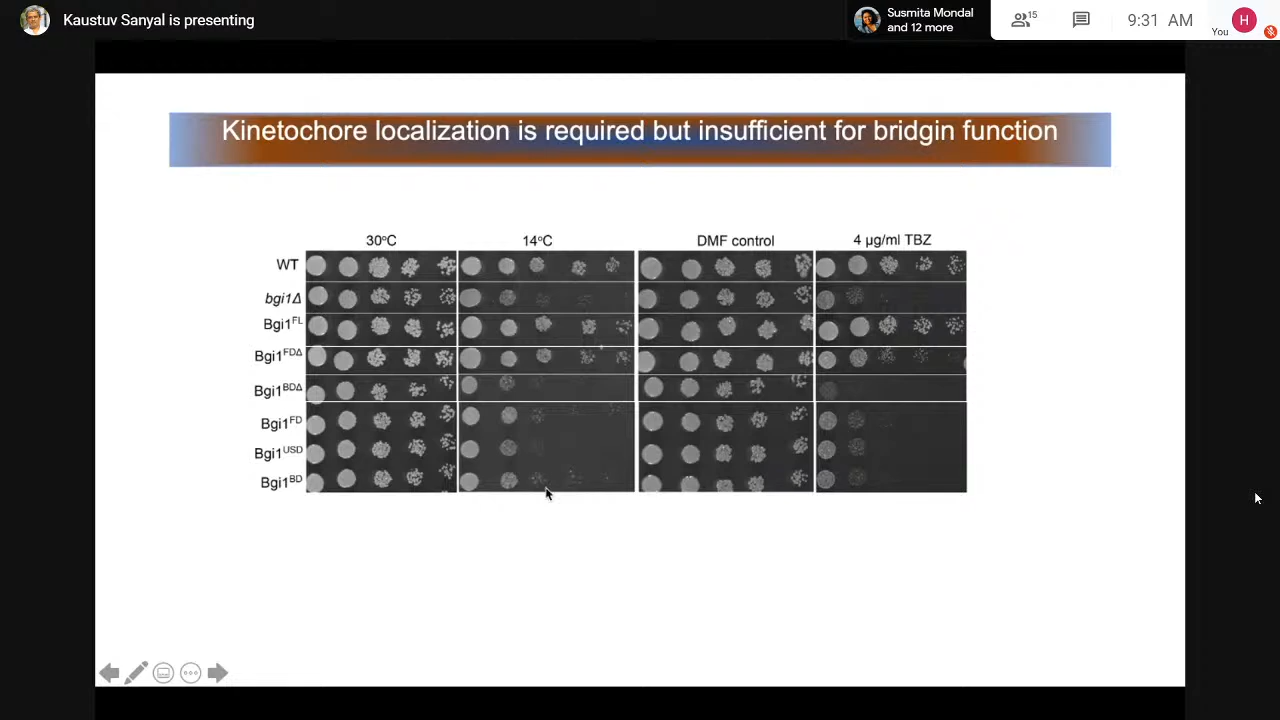 Kaustuv Sanyal is presenting
Susmita Mondal
and 12 more
15
9:31 AM
You
H
Kinetochore localization is required but insufficient for bridgin function
30°C 14°C DMF control 4 µg/ml TBZ
WT
bgi1Δ
Bgi1FL
Bgi1FDΔ
Bgi1BDΔ
Bgi1FD
Bgi1USD
Bgi1BD